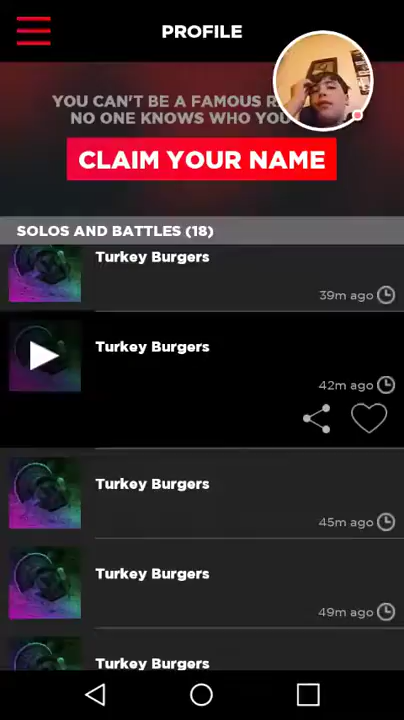 PROFILE
YOU CAN'T BE A FAMOUS
NO ONE KNOWS WHO YOU
CLAIM YOUR NAME
SOLOS AND BATTLES (18)
Turkey Burgers
39m ago
Turkey Burgers
42m ago
Turkey Burgers
45m ago
Turkey Burgers
49m ago
Turkey Burgers